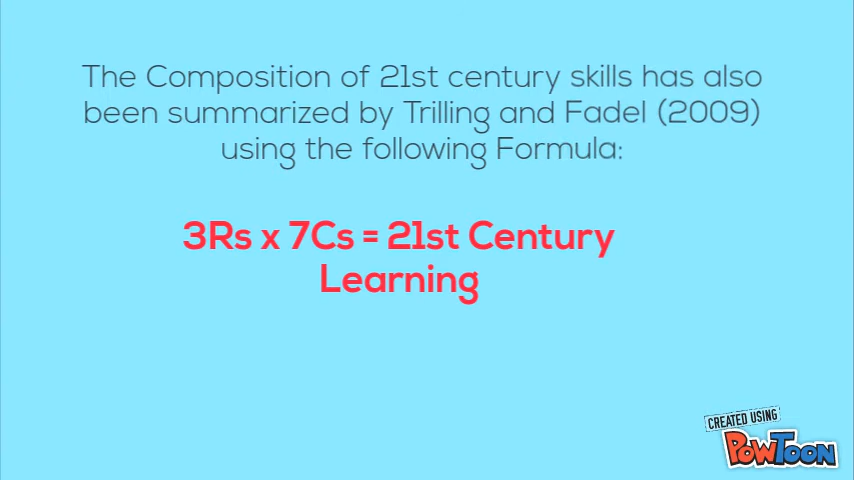 The Composition of 21st century skills has also
been summarized by Trilling and Fadel (2009)
using the following Formula:
3Rs x 7Cs = 21st Century
Learning
CREATED USING
POWTOON